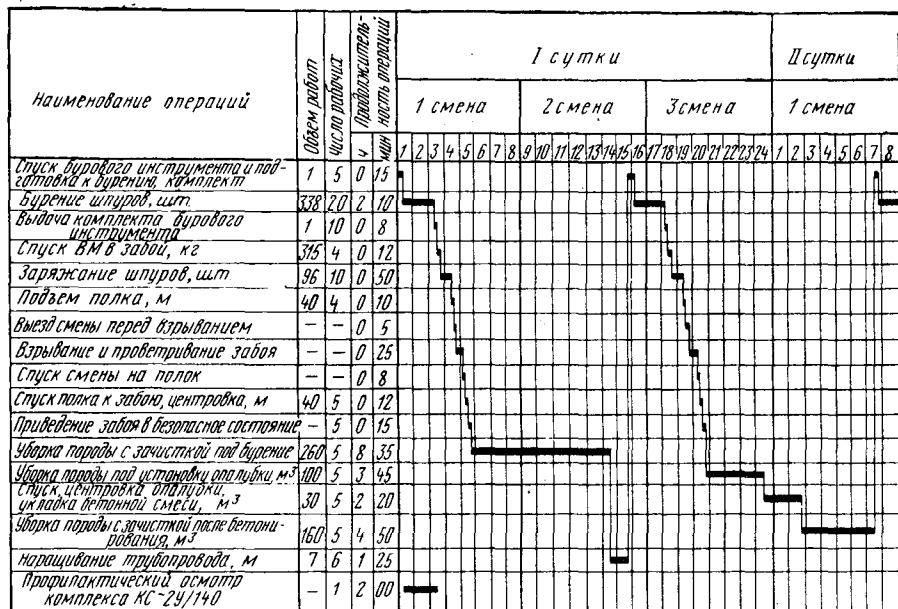 Наименование операций
Объем работ
Число рабочих
Продолжитель-
ность операции
ч
мин
I сутки
II сутки
1 смена
2 смена
3 смена
1 смена
1 2 3 4 5 6 7 8 9 10 11 12 13 14 15 16 17 18 19 20 21 22 23 24 1 2 3 4 5 6 7 8
Спуск бурового инструмента и под-
готовка к бурению, комплект 1 5 0 15
Бурение шпуров, шт. 338 20 2 10
Выдача комплекта бурового
инструмента 1 10 0 8
Спуск ВМ в забой, кг 315 4 0 12
Заряжание шпуров, шт 96 10 0 50
Подъем полка, м 40 4 0 10
Выезд смены перед взрыванием — — 0 5
Взрывание и проветривание забоя — — 0 25
Спуск смены на полок — — 0 8
Спуск полка к забою, центровка, м 40 5 0 12
Приведение забоя в безопасное состояние — 5 0 15
Уборка породы с зачисткой под бурение 260 5 8 35
Уборка породы под установку опалубки, м³ 100 5 3 45
Спуск, центровка, опалубки,
укладка бетонной смеси, м³ 30 5 2 20
Уборка породы с зачисткой после бетони-
рования, м³ 160 5 4 50
Наращивание трубопровода, м 7 6 1 25
Профилактический осмотр
комплекса КС-2У/140 — 1 2 00